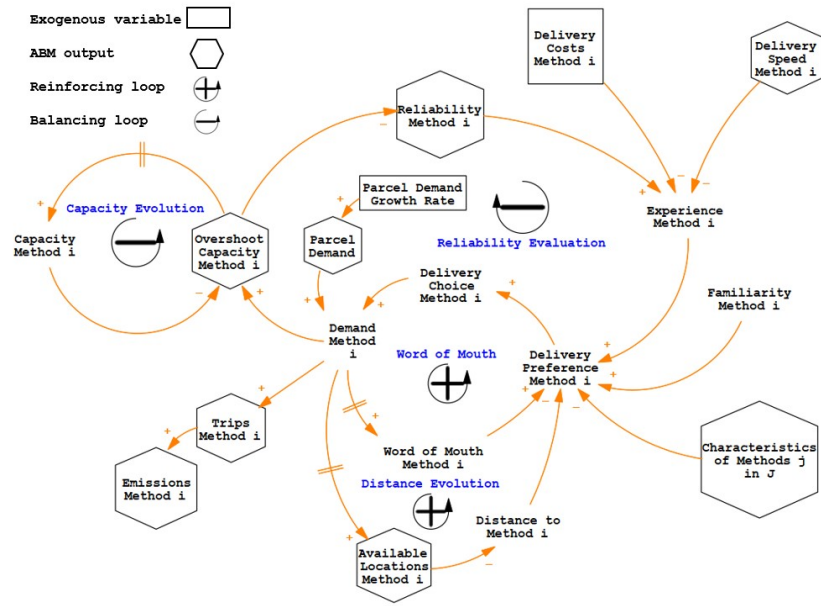 Exogenous variable
ABM output
Reinforcing loop
Balancing loop
Delivery
Costs
Method i
Delivery
Speed
Method i
Reliability
Method i
Parcel Demand
Growth Rate
Capacity Evolution
Capacity
Method i
Overshoot
Capacity
Method i
Parcel
Demand
Reliability Evaluation
Experience
Method i
Delivery
Choice
Method i
Familiarity
Method i
Demand
Method
i
Word of Mouth
Delivery
Preference
Method i
Trips
Method i
Word of Mouth
Method i
Characteristics
of Methods j
in J
Emissions
Method i
Distance Evolution
Distance to
Method i
Available
Locations
Method i